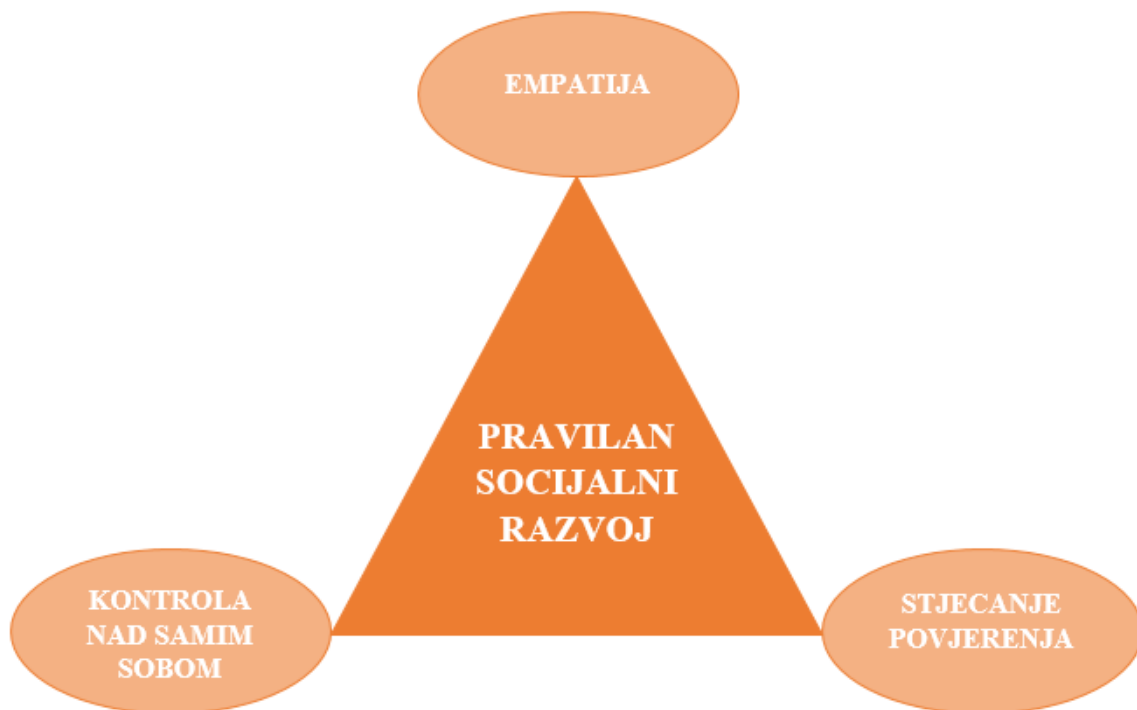 EMPATIJA
PRAVILAN
SOCIJALNI
RAZVOJ
KONTROLA
NAD SAMIM
SOBOM
STJECANJE
POVJERENJA